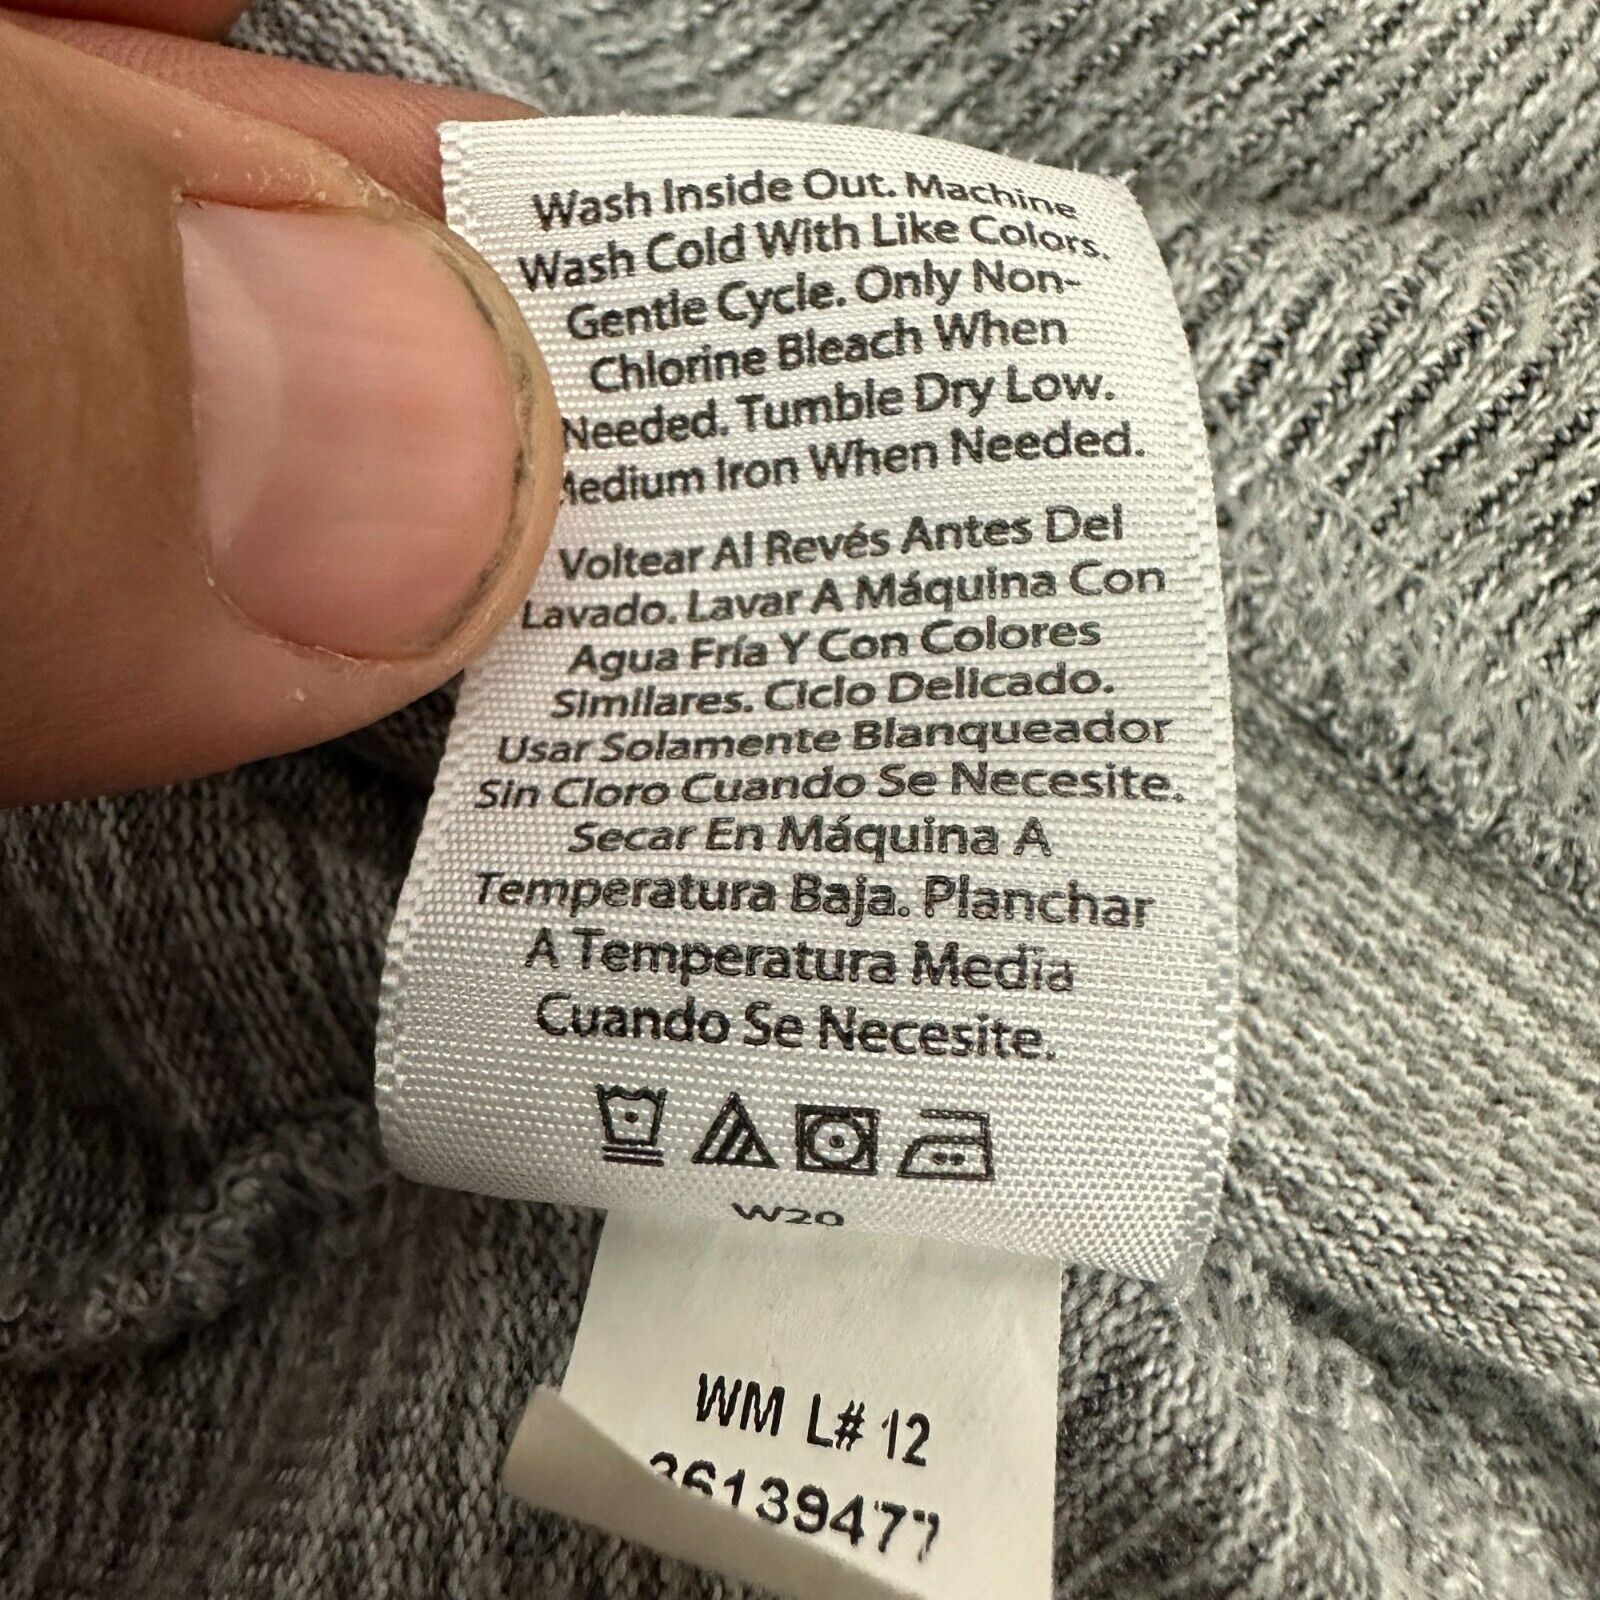 Wash Inside Out. Machine
Wash Cold With Like Colors.
Gentle Cycle. Only Non-
Chlorine Bleach When
Needed. Tumble Dry Low.
Medium Iron When Needed.
Voltear Al Revés Antes Del
Lavado. Lavar A Máquina Con
Agua Fría Y Con Colores
Similares. Ciclo Delicado.
Usar Solamente Blanqueador
Sin Cloro Cuando Se Necesite.
Secar En Máquina A
Temperatura Baja. Planchar
A Temperatura Media
Cuando Se Necesite.
W20
WM L# 12
36139477